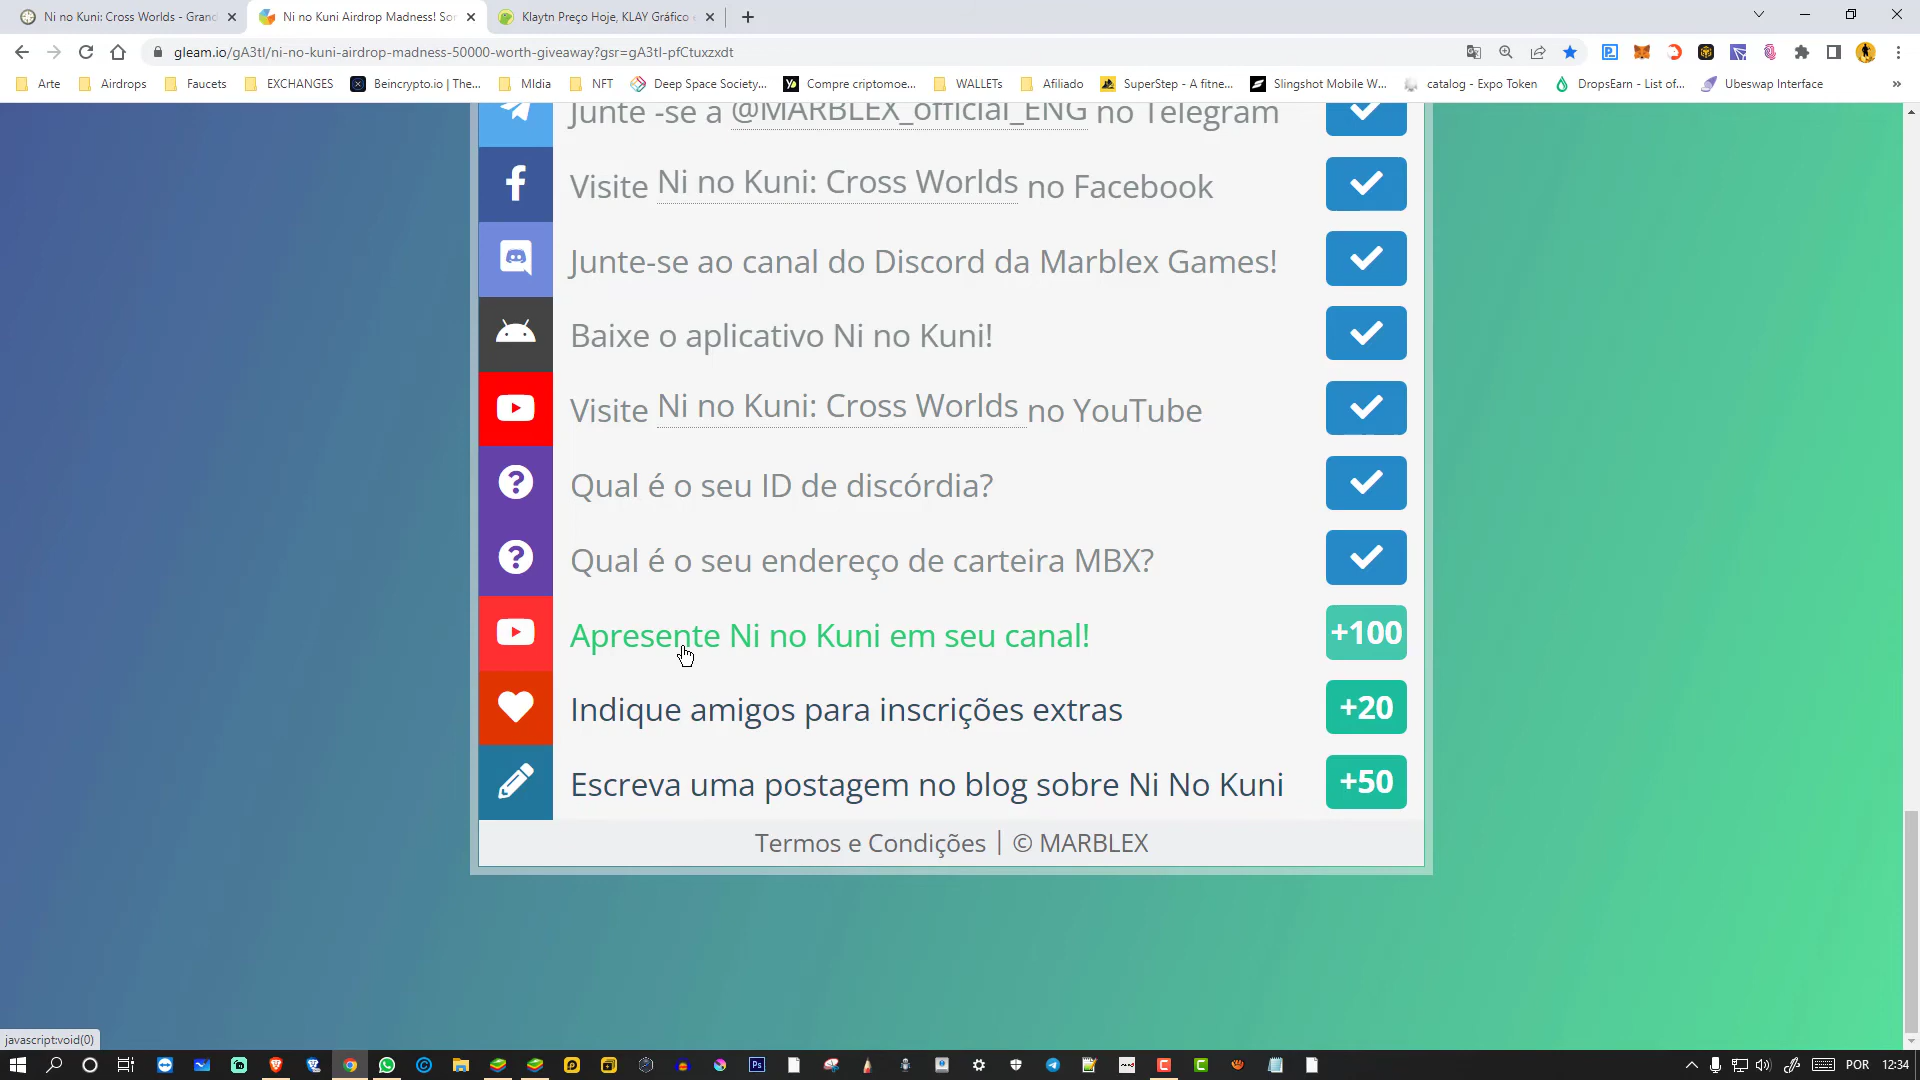 Ni no Kuni: Cross Worlds - Gran
Ni no Kuni Airdrop Madness! Sor
Klaytn Preço Hoje, KLAY Gráfico
gleam.io/gA3tI/ni-no-kuni-airdrop-madness-50000-worth-giveaway?gsr=gA3tI-pfCtuxzxdt
Arte
Airdrops
Faucets
EXCHANGES
Beincrypto.io | The...
MIdia
NFT
Deep Space Society,...
Compre criptomoe...
WALLETs
Afiliado
SuperStep - A fitne...
Slingshot Mobile W...
catalog - Expo Token
DropsEarn - List of...
Ubeswap Interface
»
Junte -se a @MARBLEX_official_ENG no Telegram
Visite Ni no Kuni: Cross Worlds no Facebook
Junte-se ao canal do Discord da Marblex Games!
Baixe o aplicativo Ni no Kuni!
Visite Ni no Kuni: Cross Worlds no YouTube
Qual é o seu ID de discórdia?
Qual é o seu endereço de carteira MBX?
Apresente Ni no Kuni em seu canal! +100
Indique amigos para inscrições extras +20
Escreva uma postagem no blog sobre Ni No Kuni +50
Termos e Condições | © MARBLEX
javascript:void(0)
POR 12:34